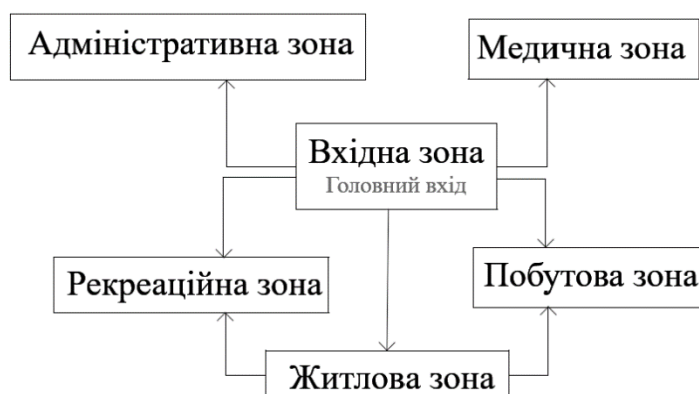 Адміністративна зона
Медична зона
Вхідна зона
Головний вхід
Рекреаційна зона
Побутова зона
Житлова зона